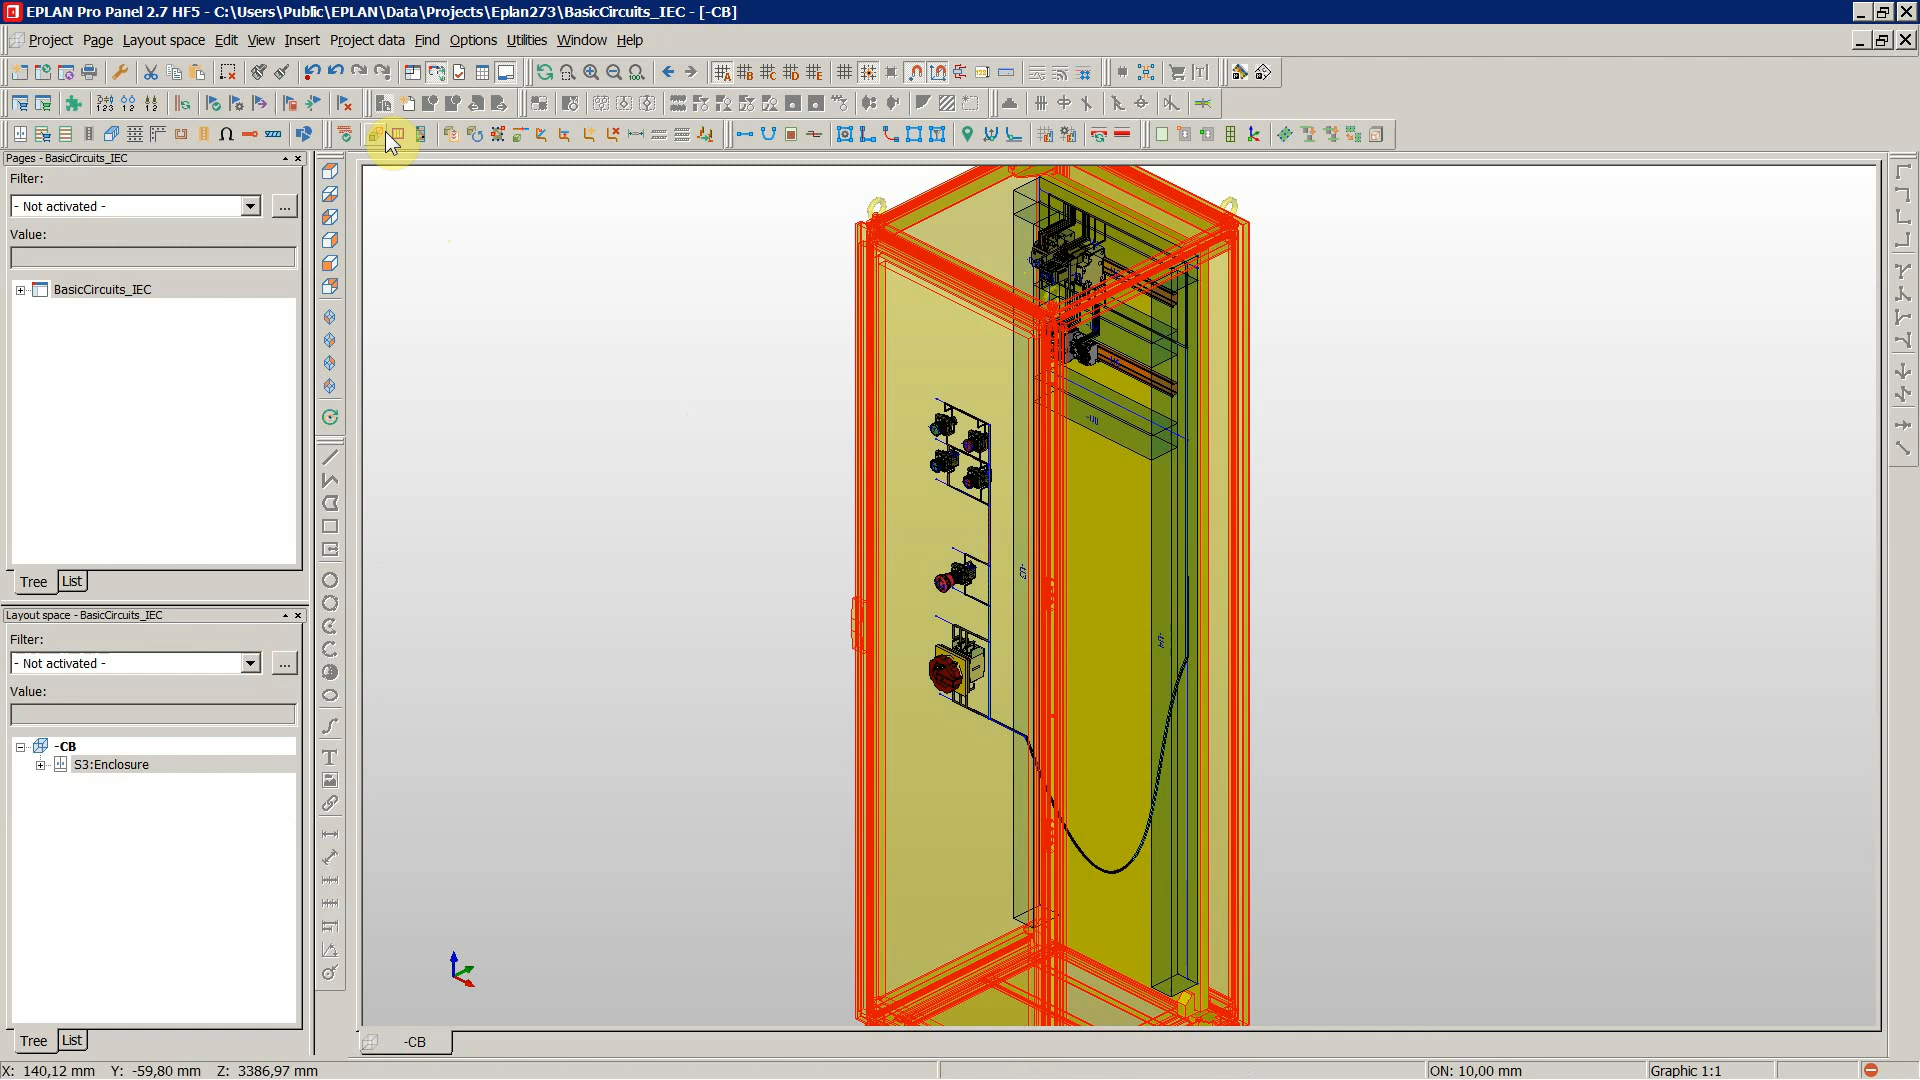 EPLAN Pro Panel 2.7 HF5 - C:\Users\Public\EPLAN\Data\Projects\Eplan273\BasicCircuits_IEC - [-CB]
Project Page Layout space Edit View Insert Project data Find Options Utilities Window Help
Pages - BasicCircuits_IEC
Filter:
- Not activated -
...
Value:
BasicCircuits_IEC
Tree List
Layout space - BasicCircuits_IEC
Filter:
- Not activated -
...
Value:
-CB
S3:Enclosure
Tree List
-U3
-U4
-CB
X: 140,12 mm Y: -59,80 mm Z: 3386,97 mm
ON: 10,00 mm
Graphic 1:1